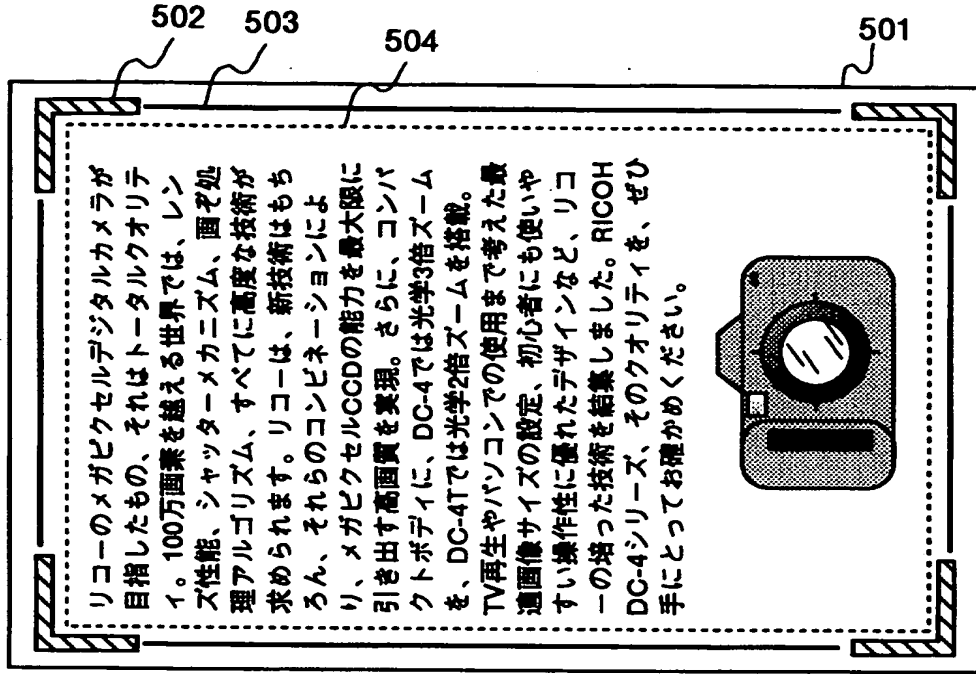 502
503
504
501
リコーのメガピクセルデジタルカメラが
目指したもの、それはトータルクオリテ
ィ。100万画素を越える世界では、レン
ズ性能、シャッターメカニズム、画ぞ処
理アルゴリズム、すべてに高度な技術が
求められます。リコーは、新技術はもち
ろん、それらのコンビネーションによ
り、メガピクセルCCDの能力を最大限に
引き出す高画質を実現。さらに、コンパ
クトボディに、DC-4では光学3倍ズーム
を、DC-4Tでは光学2倍ズームを搭載。
TV再生やパソコンでの使用まで考えた最
適画像サイズの設定、初心者にも使いや
すい操作性に優れたデザインなど、リコ
ーの培った技術を結集しました。RICOH
DC-4シリーズ、そのクオリティを、ぜひ
手にとってお確かめください。